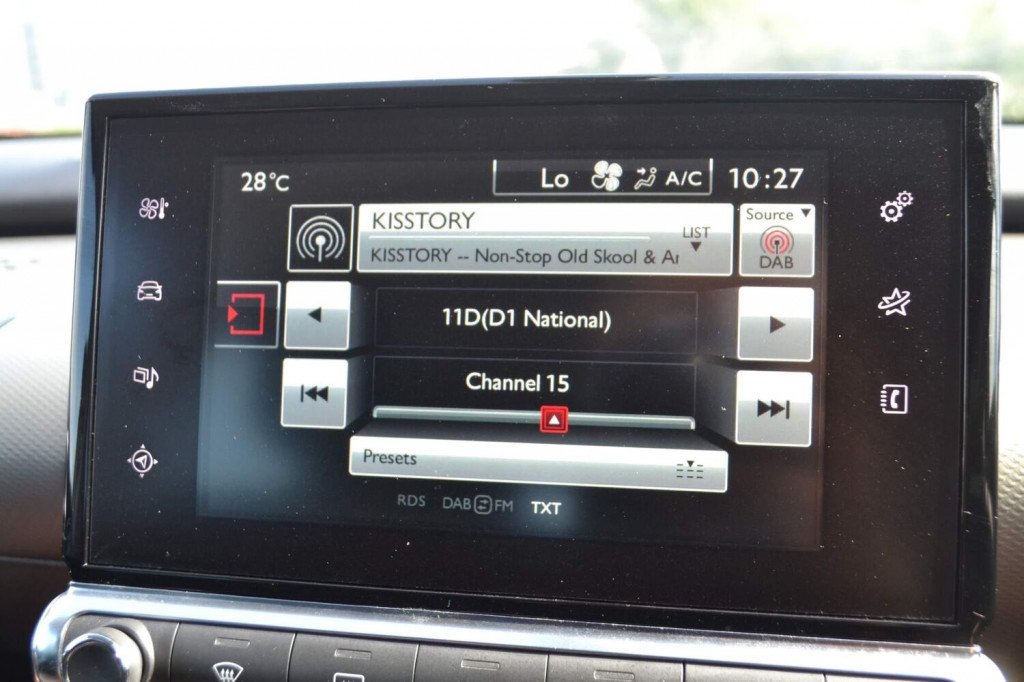 28°C
Lo A/C 10:27
KISSTORY
LIST
KISSTORY -- Non-Stop Old Skool & Ar
Source
DAB
11D(D1 National)
Channel 15
Presets
RDS DAB FM TXT